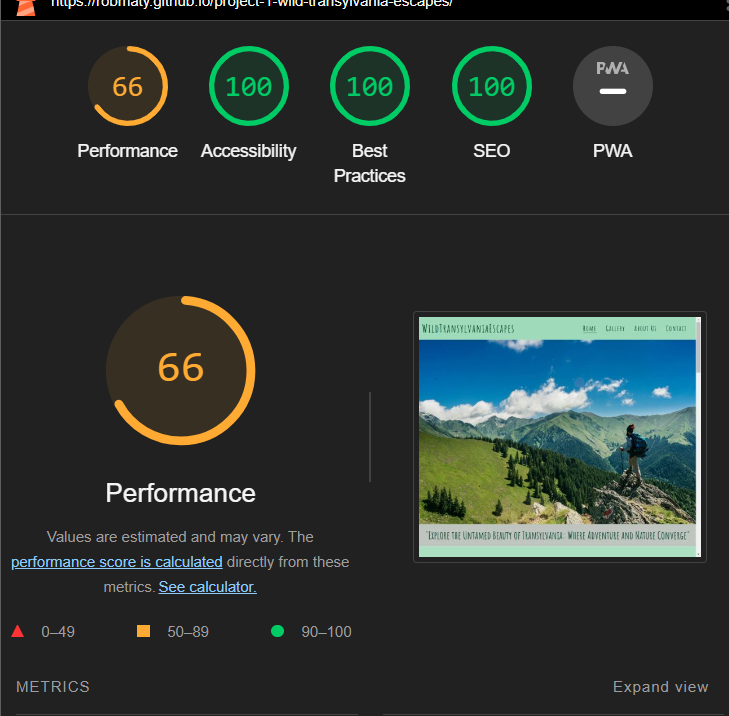 https://robmaty.github.io/project-1-wild-transylvania-escapes/
66
100
100
100
PWA
Performance
Accessibility
Best
Practices
SEO
PWA
66
WildTransylvaniaEscapes
Home Gallery About Us Contact
"Explore the Untamed Beauty of Transylvania: Where Adventure and Nature Converge"
Performance
Values are estimated and may vary. The
performance score is calculated directly from these
metrics. See calculator.
0–49
50–89
90–100
METRICS
Expand view